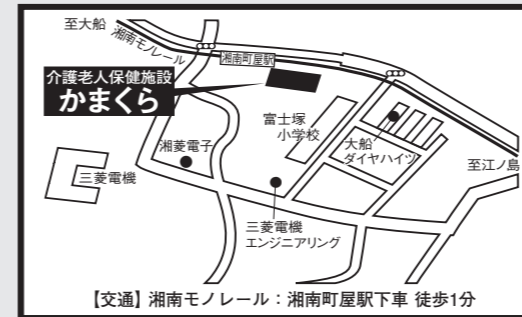 至大船
湘南モノレール
湘南町屋駅
介護老人保健施設
かまくら
富士塚
小学校
大船
ダイヤハイツ
湘菱電子
至江ノ島
三菱電機
三菱電機
エンジニアリング
【交通】湘南モノレール：湘南町屋駅下車 徒歩1分